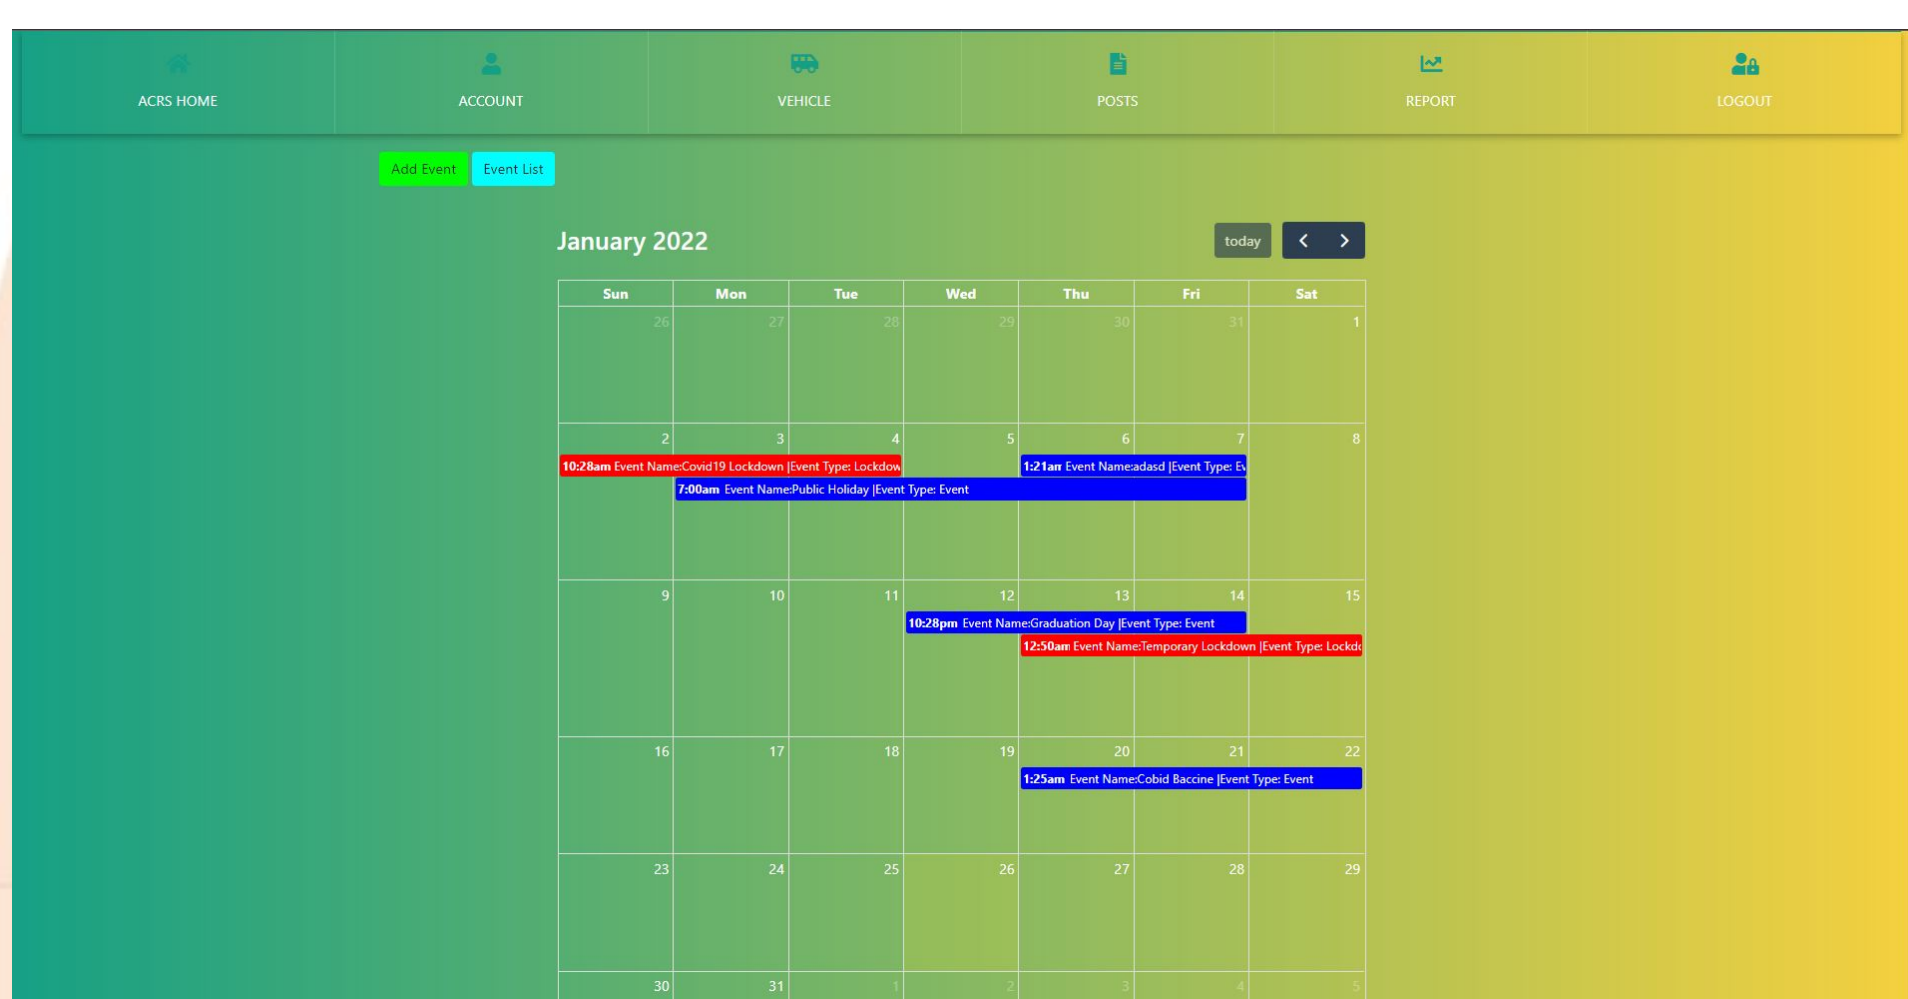 ACRS HOME ACCOUNT VEHICLE POSTS REPORT LOGOUT
Add Event Event List
January 2022 today
Sun Mon Tue Wed Thu Fri Sat
26 27 28 29 30 31 1
2 3 4 5 6 7 8
10:28am Event Name:Covid19 Lockdown |Event Type: Lockdow
1:21am Event Name:adasd |Event Type: Ev
7:00am Event Name:Public Holiday |Event Type: Event
9 10 11 12 13 14 15
10:28pm Event Name:Graduation Day |Event Type: Event
12:50am Event Name:Temporary Lockdown |Event Type: Lockdo
16 17 18 19 20 21 22
1:25am Event Name:Cobid Baccine |Event Type: Event
23 24 25 26 27 28 29
30 31 1 2 3 4 5